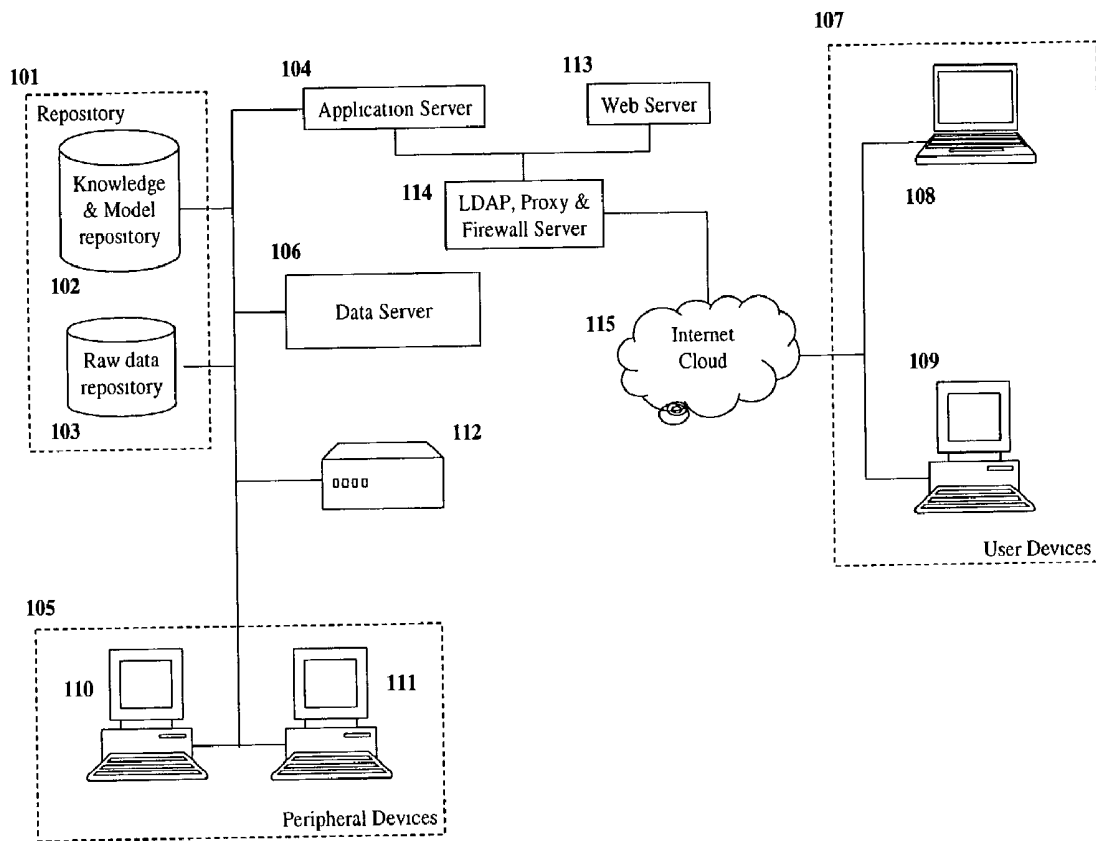 107
101
104
113
Repository
Application Server
Web Server
Knowledge
& Model
repository
114
LDAP, Proxy &
Firewall Server
108
102
106
Data Server
115
Internet
Cloud
Raw data
repository
109
103
112
User Devices
105
110
111
Peripheral Devices